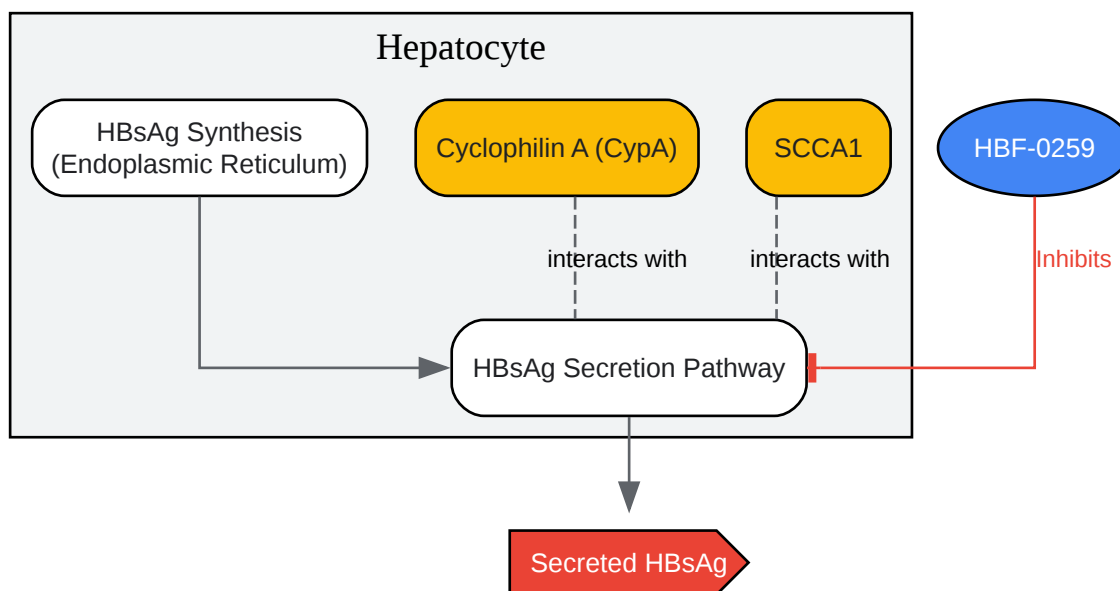 Hepatocyte
HBsAg Synthesis
(Endoplasmic Reticulum)
Cyclophilin A (CypA)
SCCA1
HBF-0259
interacts with
interacts with
Inhibits
HBsAg Secretion Pathway
Secreted HBsAg